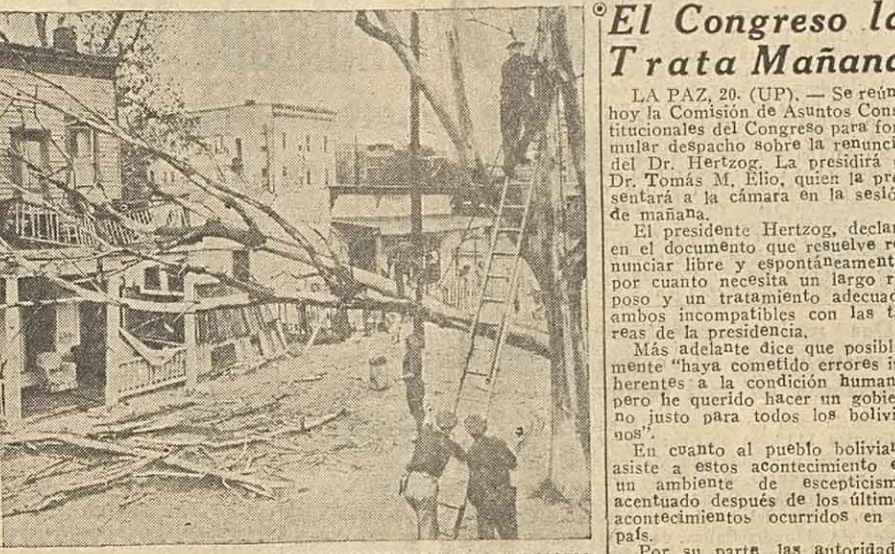 El Congreso lo
Trata Mañana
LA PAZ, 20. (UP). — Se reún
hoy la Comisión de Asuntos Cons
titucionales del Congreso para for
mular despacho sobre la renunci
del Dr. Hertzog. La presidirá
Dr. Tomás M. Elio, quien la pre
sentará a la cámara en la sesió
de mañana.
El presidente Hertzog, declar
en el documento que resuelve re
nunciar libre y espontáneament
por cuanto necesita un largo r
poso y un tratamiento adecua
ambos incompatibles con las t
reas de la presidencia.
Más adelante dice que posibl
mente "haya cometido errores in
herentes a la condición human
pero he querido hacer un gobie
no justo para todos los boliv
nos".
En cuanto al pueblo bolivia
asiste a estos acontecimiento
un ambiente de escepticism
acentuado después de los últim
acontecimientos ocurridos en
país.
Por su parte, las autoridad